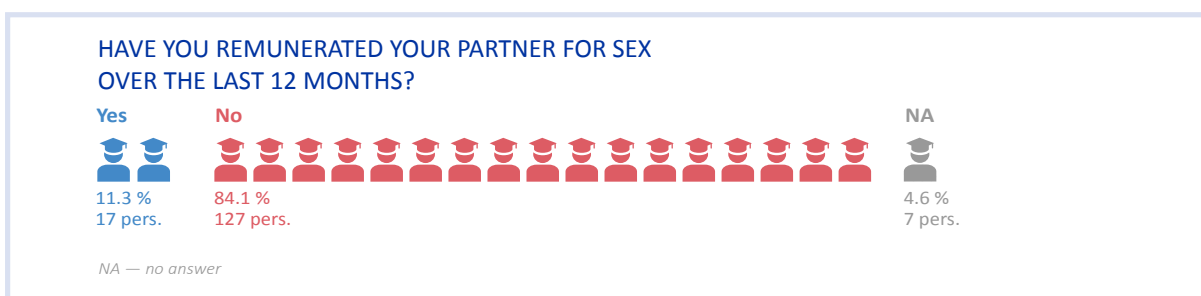 HAVE YOU REMUNERATED YOUR PARTNER FOR SEX
OVER THE LAST 12 MONTHS?
Yes
No
NA
11.3 %
17 pers.
84.1 %
127 pers.
4.6 %
7 pers.
NA — no answer